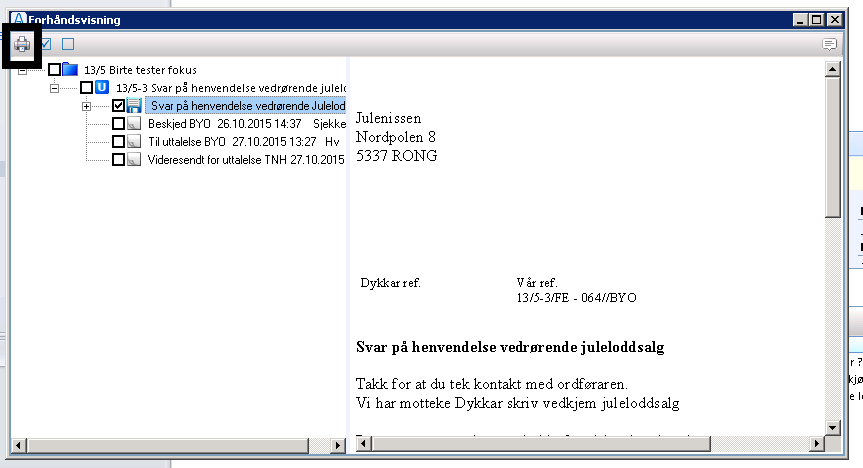 Forhåndsvisning
13/5 Birte tester fokus
13/5-3 Svar på henvendelse vedrørende julelo
Svar på henvendelse vedrørende Julelod
Beskjed BYO 26.10.2015 14:37 Sjekke
Til uttalelse BYO 27.10.2015 13:27 Hv
Videresendt for uttalelse TNH 27.10.2015
Julenissen
Nordpolen 8
5337 RONG
Dykkar ref.
Vår ref.
13/5-3/FE - 064//BYO
Svar på henvendelse vedrørende juleloddsalg
Takk for at du tek kontakt med ordføraren.
Vi har motteke Dykkar skriv vedkjem juleloddsalg